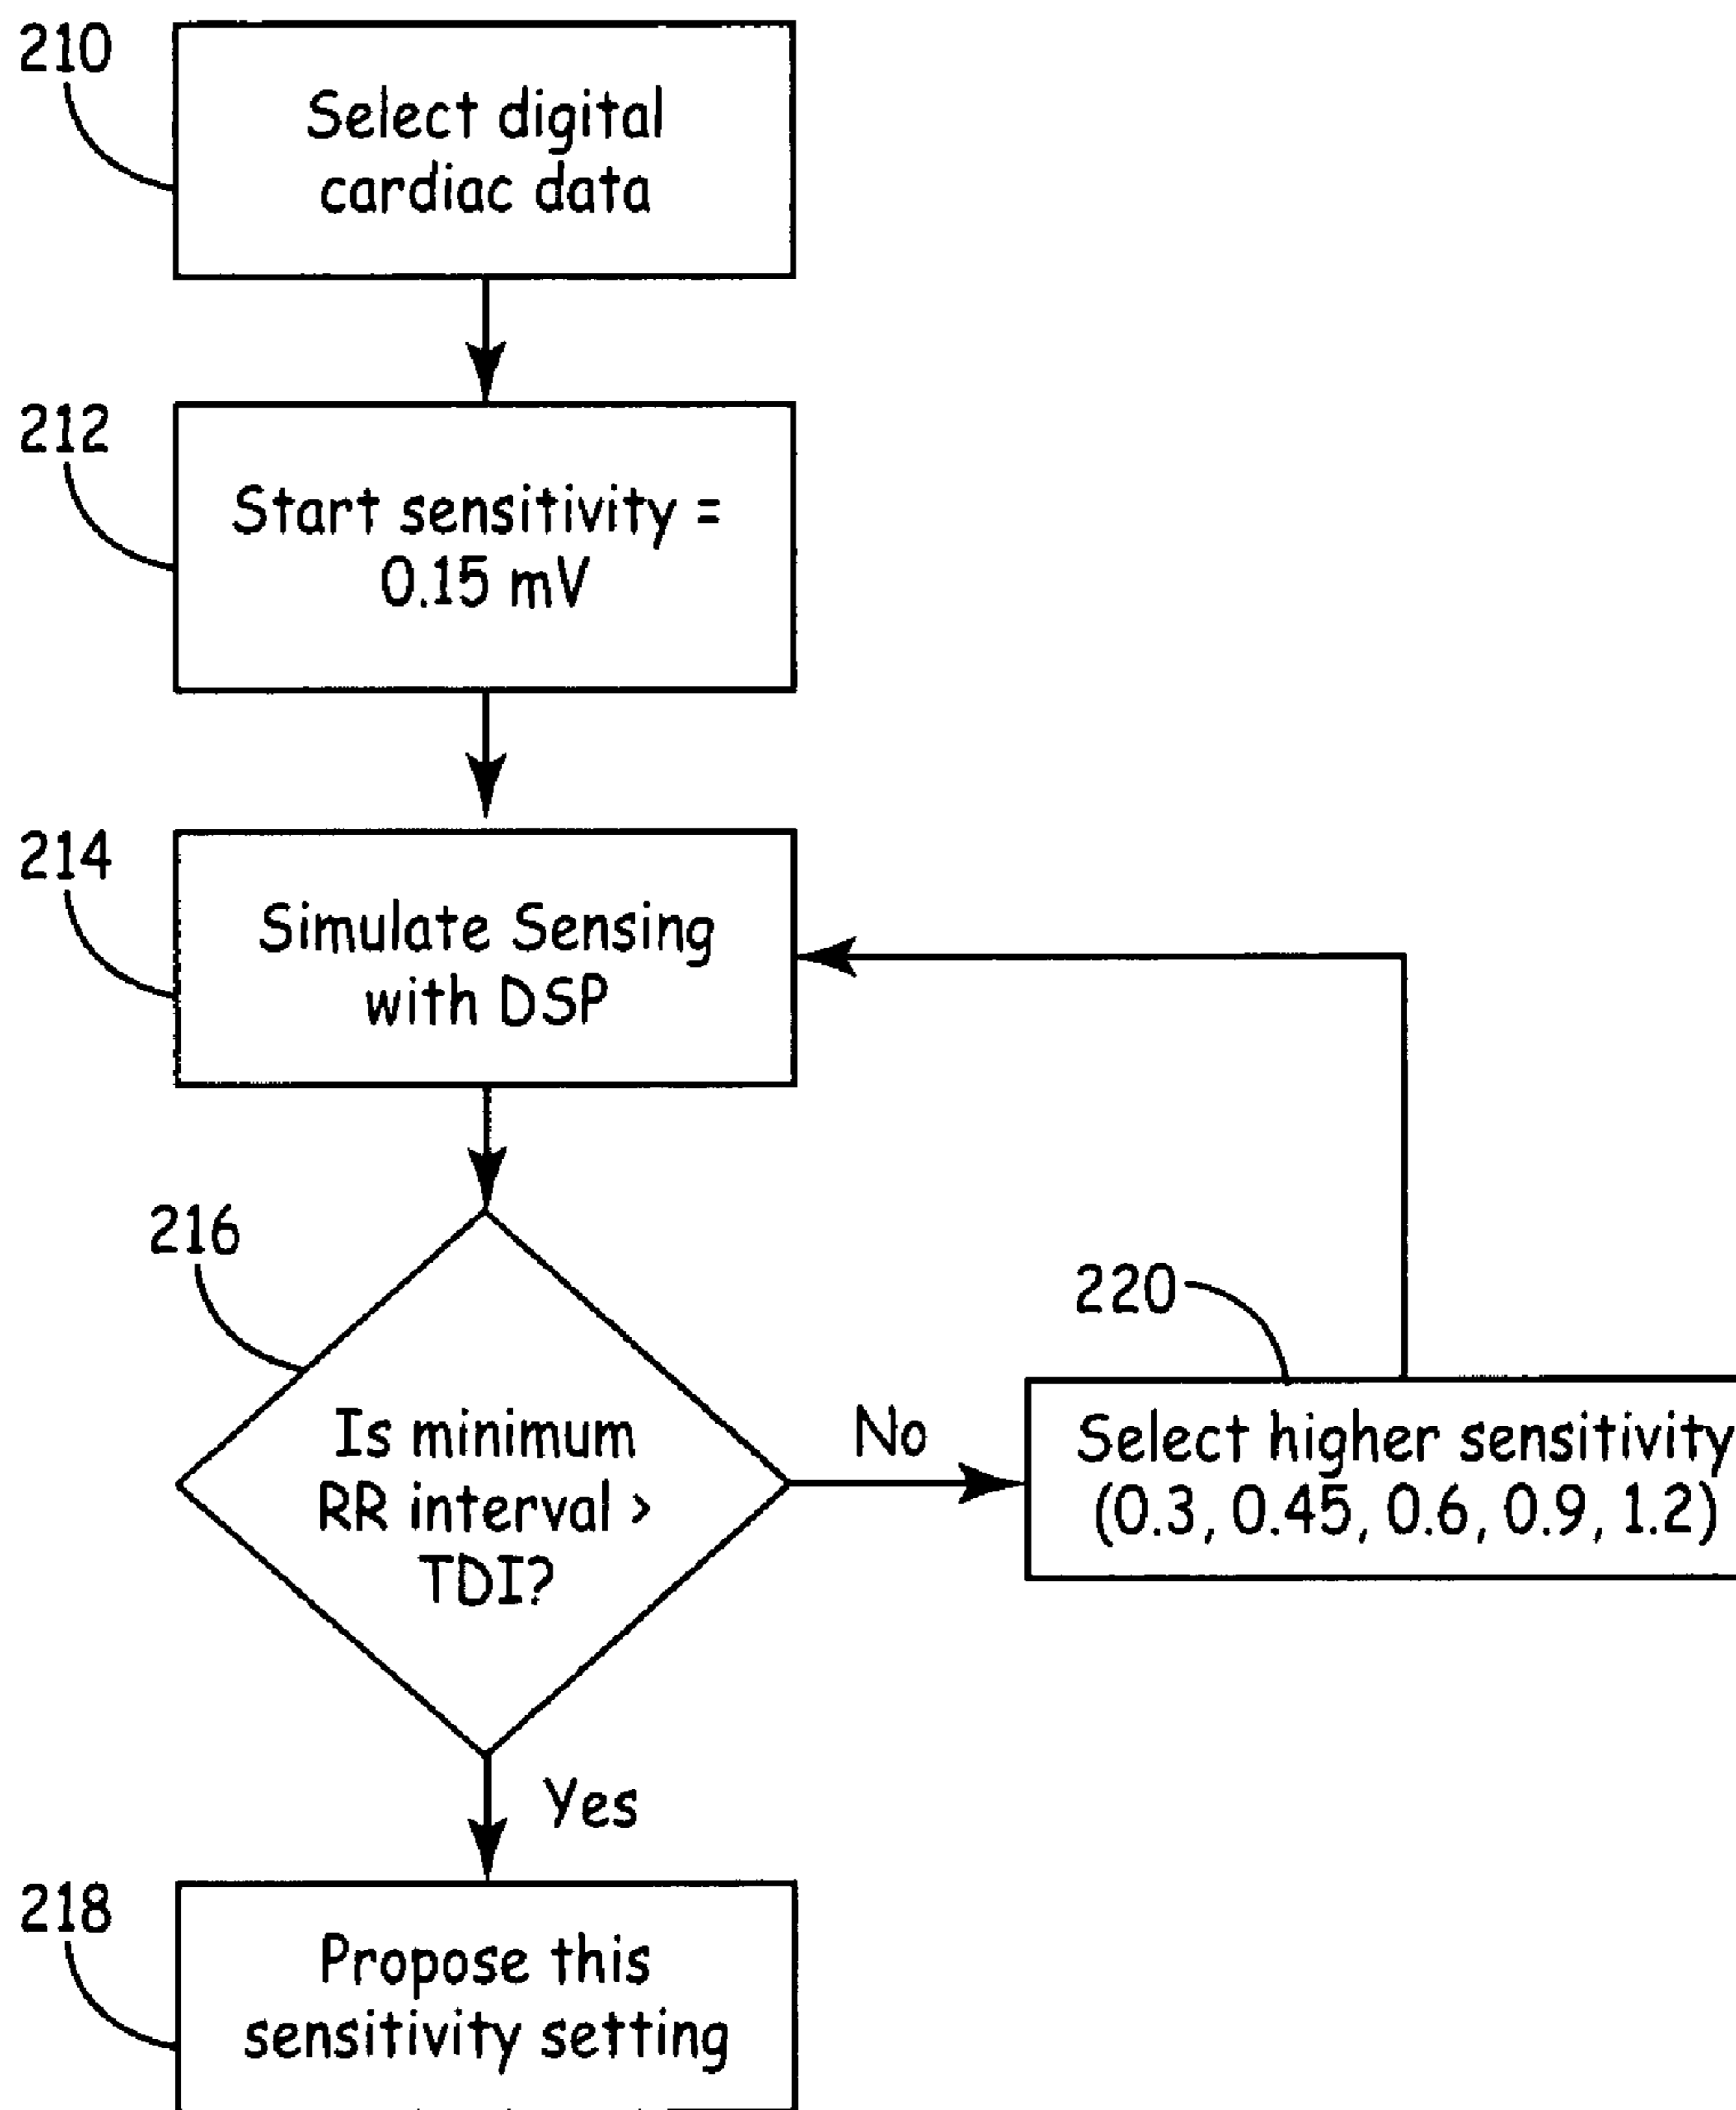 210
Select digital
cardiac data
212
Start sensitivity =
0.15 mV
214
Simulate Sensing
with DSP
216
Is minimum
RR interval >
TDI?
No
220
Select higher sensitivity
(0.3, 0.45, 0.6, 0.9, 1.2)
Yes
218
Propose this
sensitivity setting